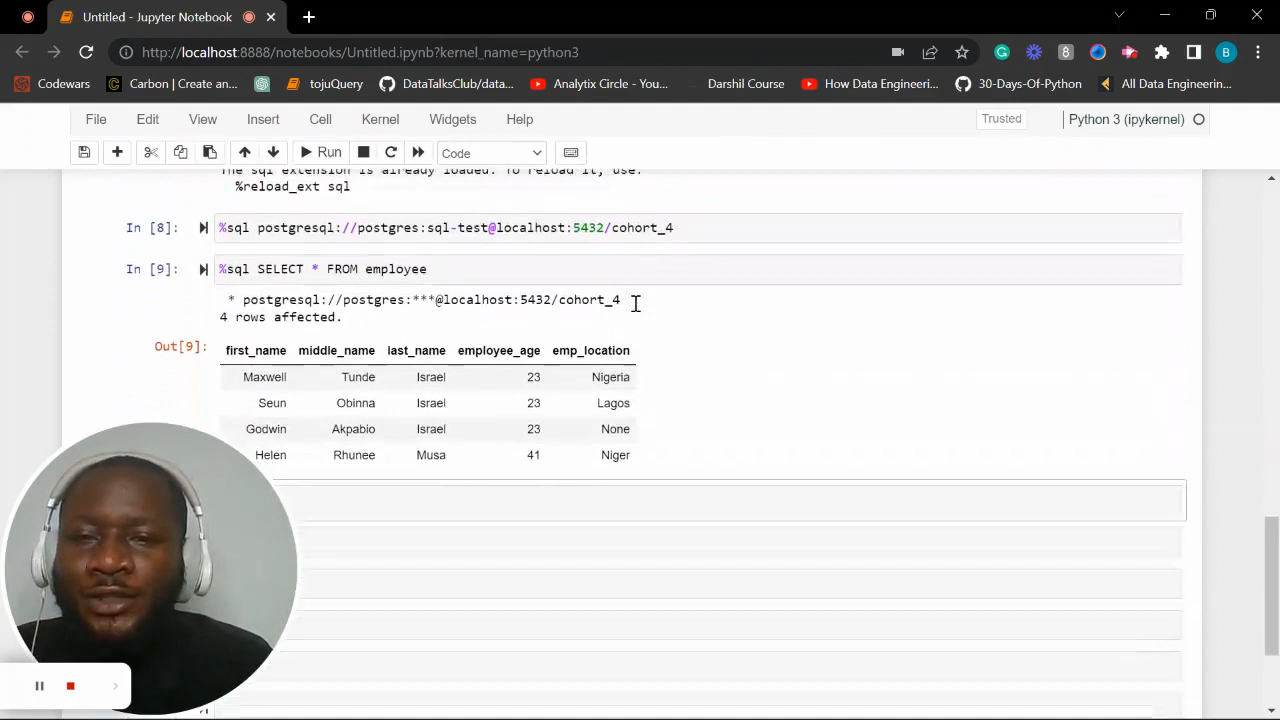 Untitled - Jupyter Notebook
http://localhost:8888/notebooks/Untitled.ipynb?kernel_name=python3
8
B
Codewars
Carbon | Create an...
tojuQuery
DataTalksClub/data...
Analytix Circle - You...
Dashil Course
How Data Engineeri...
30-Days-Of-Python
All Data Engineering...
File
Edit
View
Insert
Cell
Kernel
Widgets
Help
Trusted
Python 3 (ipykernel)
Run
Code
The sql extension is already loaded. To reload it, use:
%reload_ext sql
In [8]:
%sql postgresql://postgres:sql-test@localhost:5432/cohort_4
In [9]:
%sql SELECT * FROM employee
* postgresql://postgres:***@localhost:5432/cohort_4
4 rows affected.
Out[9]:
first_name middle_name last_name employee_age emp_location
Maxwell Tunde Israel 23 Nigeria
Seun Obinna Israel 23 Lagos
Godwin Akpabio Israel 23 None
Helen Rhunee Musa 41 Niger